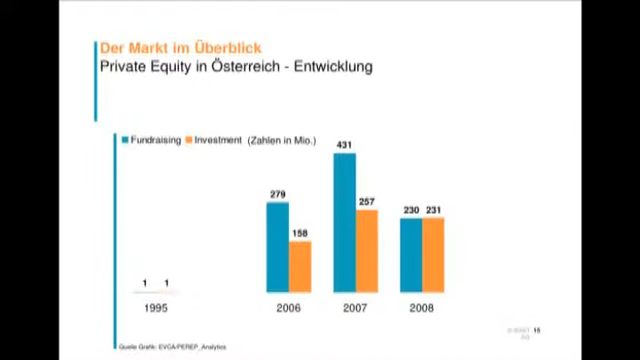 Der Markt im Überblick
Private Equity in Österreich - Entwicklung
Fundraising Investment (Zahlen in Mio.)
431
279
257
230 231
158
1 1
1995 2006 2007 2008
15
AG
Quelle Grafik: EVCA/PEREP_Analytics